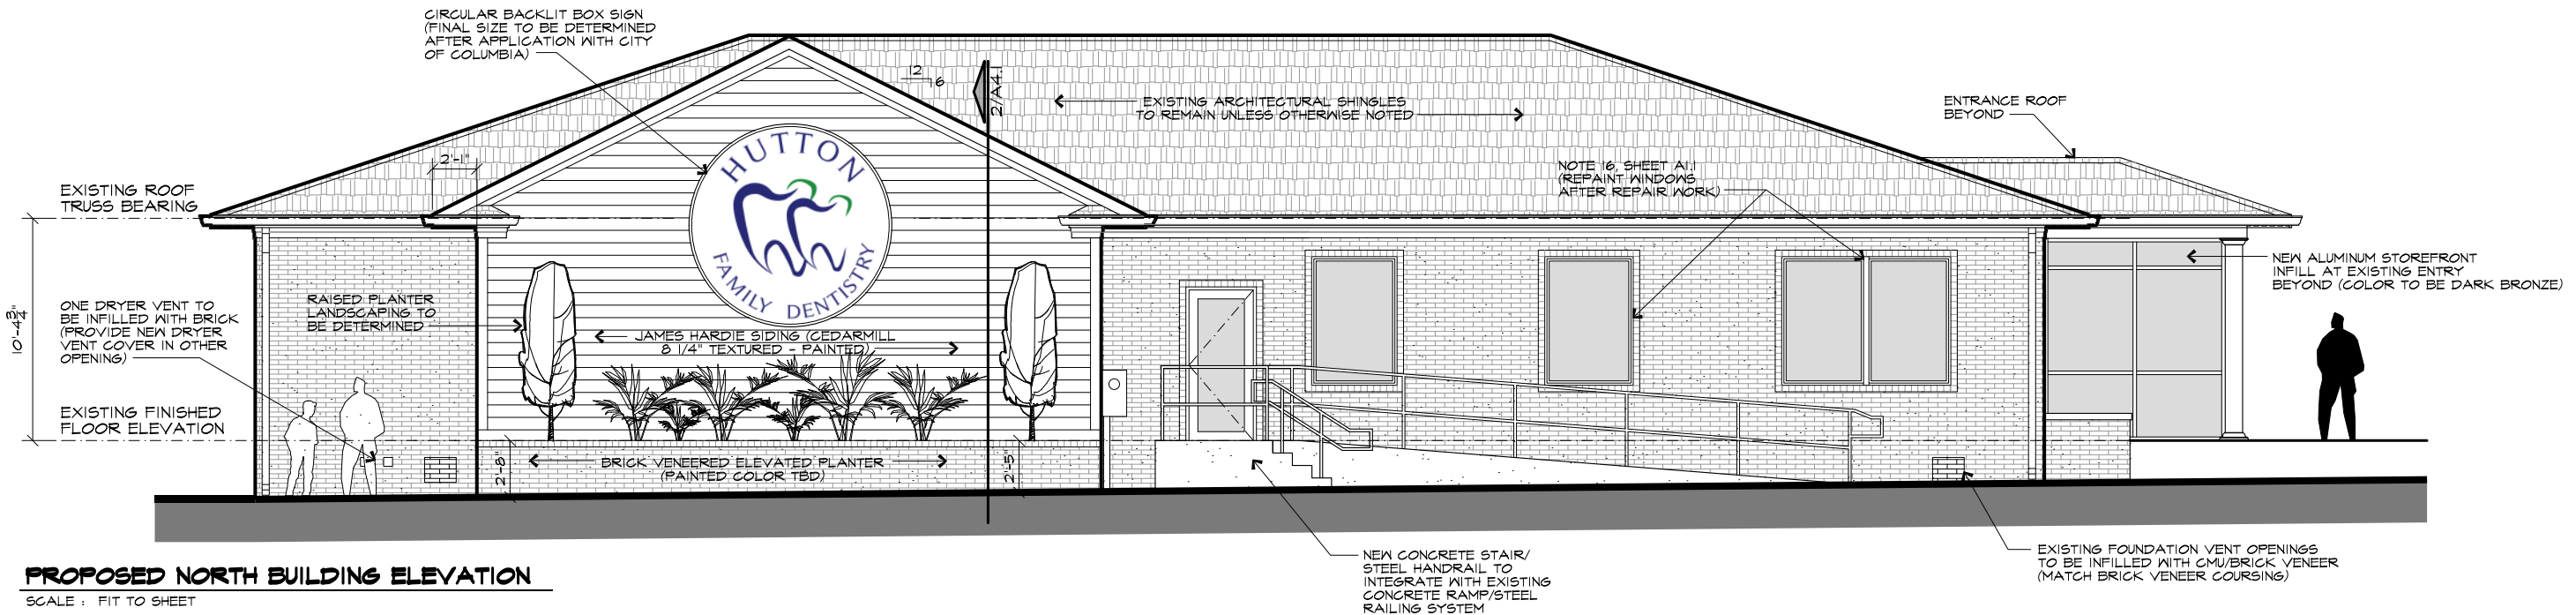 CIRCULAR BACKLIT BOX SIGN
(FINAL SIZE TO BE DETERMINED
AFTER APPLICATION WITH CITY
OF COLUMBIA)
12
6
2/A4.1
EXISTING ARCHITECTURAL SHINGLES
TO REMAIN UNLESS OTHERWISE NOTED
ENTRANCE ROOF
BEYOND
2'-1"
NOTE 16, SHEET A1.1
(REPAINT WINDOWS
AFTER REPAIR WORK)
EXISTING ROOF
TRUSS BEARING
HUTTON
FAMILY DENTISTRY
NEW ALUMINUM STOREFRONT
INFILL AT EXISTING ENTRY
BEYOND (COLOR TO BE DARK BRONZE)
10'-4 3/4"
ONE DRYER VENT TO
BE INFILLED WITH BRICK
(PROVIDE NEW DRYER
VENT COVER IN OTHER
OPENING)
RAISED PLANTER
LANDSCAPING TO
BE DETERMINED
JAMES HARDIE SIDING (CEDARMILL
8 1/4" TEXTURED - PAINTED)
EXISTING FINISHED
FLOOR ELEVATION
2'-8"
BRICK VENEERED ELEVATED PLANTER
(PAINTED COLOR TBD)
2'-5"
NEW CONCRETE STAIR/
STEEL HANDRAIL TO
INTEGRATE WITH EXISTING
CONCRETE RAMP/STEEL
RAILING SYSTEM
EXISTING FOUNDATION VENT OPENINGS
TO BE INFILLED WITH CMU/BRICK VENEER
(MATCH BRICK VENEER COURSING)
PROPOSED NORTH BUILDING ELEVATION
SCALE : FIT TO SHEET